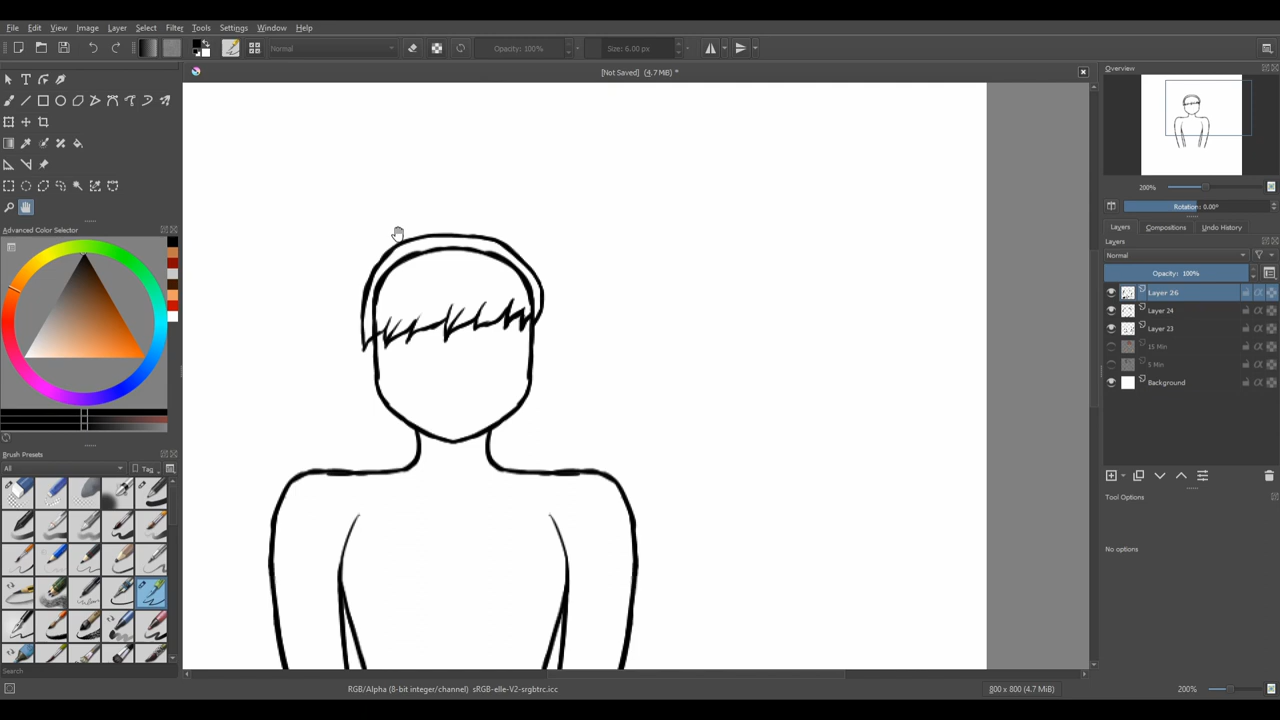 File Edit View Image Layer Select Filter Tools Settings Window Help
Normal Opacity: 100% Size: 6.00 px
[Not Saved] (4.7 MiB) *
Overview
200%
Rotation: 0.00°
Advanced Color Selector
Layers Compositions Undo History
Layers
Normal
Opacity: 100%
Layer 26
Layer 24
Layer 23
15 Min
5 Min
Background
Brush Presets
All Tag
Tool Options
No options
Search
RGB/Alpha (8-bit integer/channel) sRGB-elle-V2-srgbtrc.icc 800 x 800 (4.7 MiB) 200%